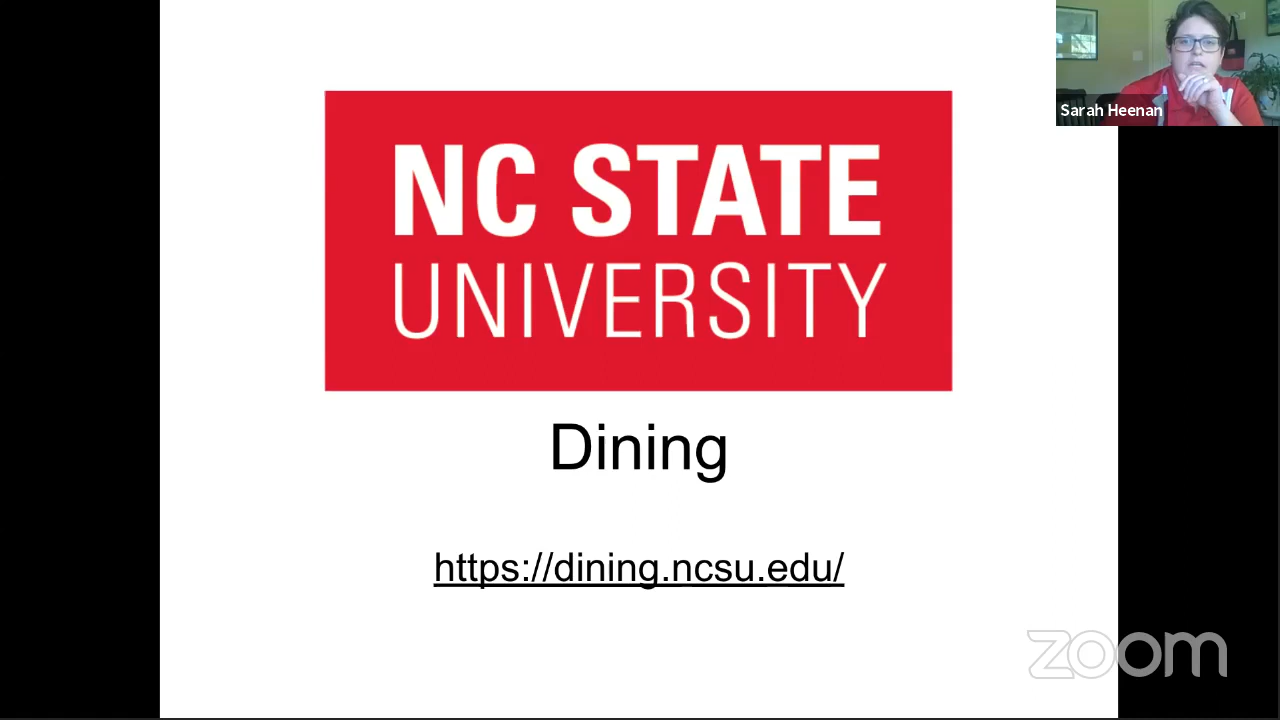 Sarah Heenan
NC STATE
UNIVERSITY
Dining
https://dining.ncsu.edu/
zoom